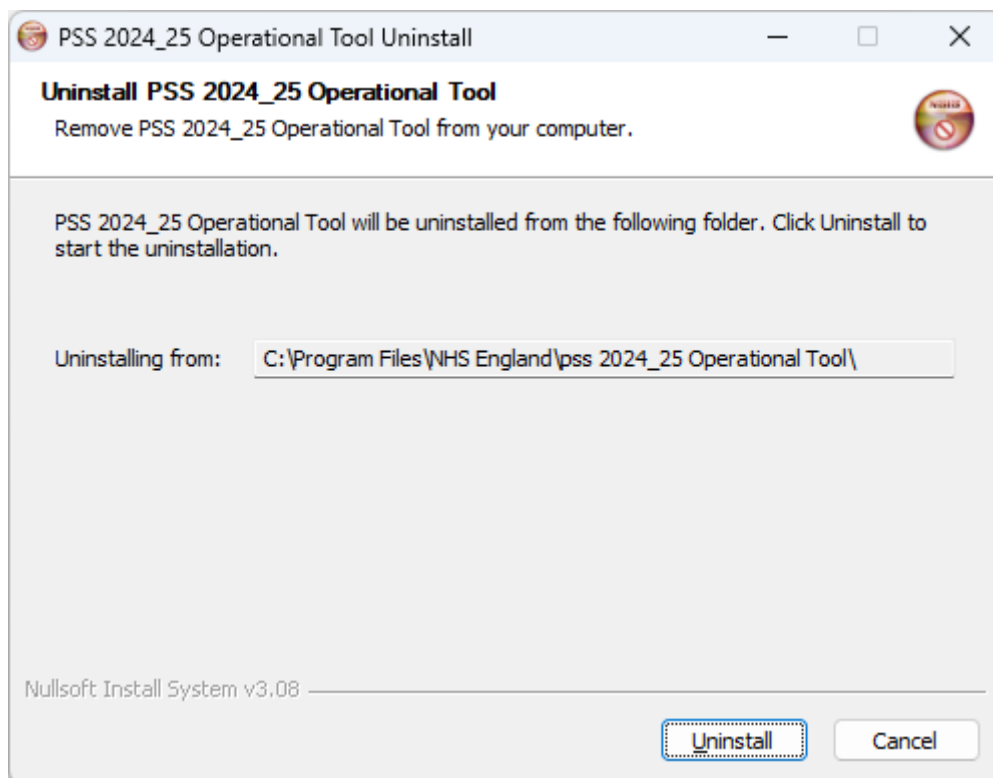 PSS 2024_25 Operational Tool Uninstall
Uninstall PSS 2024_25 Operational Tool
Remove PSS 2024_25 Operational Tool from your computer.
PSS 2024_25 Operational Tool will be uninstalled from the following folder. Click Uninstall to
start the uninstallation.
Uninstalling from: C:\Program Files\NHS England\pss 2024_25 Operational Tool\
Nullsoft Install System v3.08
Uninstall Cancel